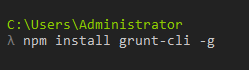 C:\Users\Administrator
λ npm install grunt-cli -g